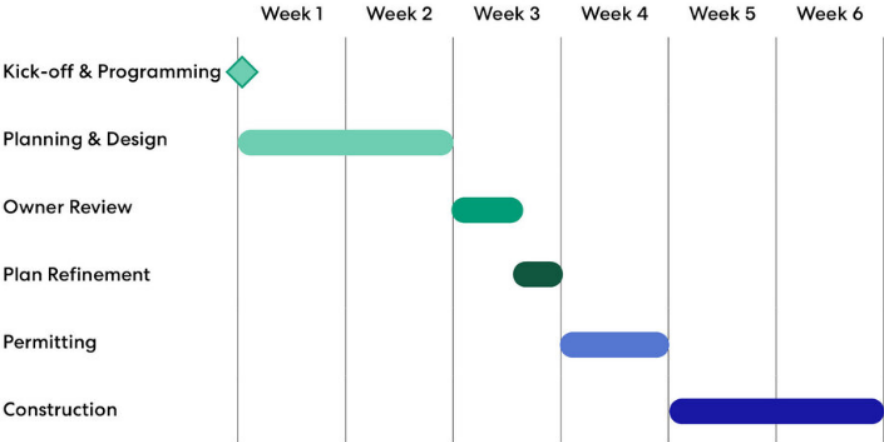 Week 1 Week 2 Week 3 Week 4 Week 5 Week 6
Kick-off & Programming
Planning & Design
Owner Review
Plan Refinement
Permitting
Construction